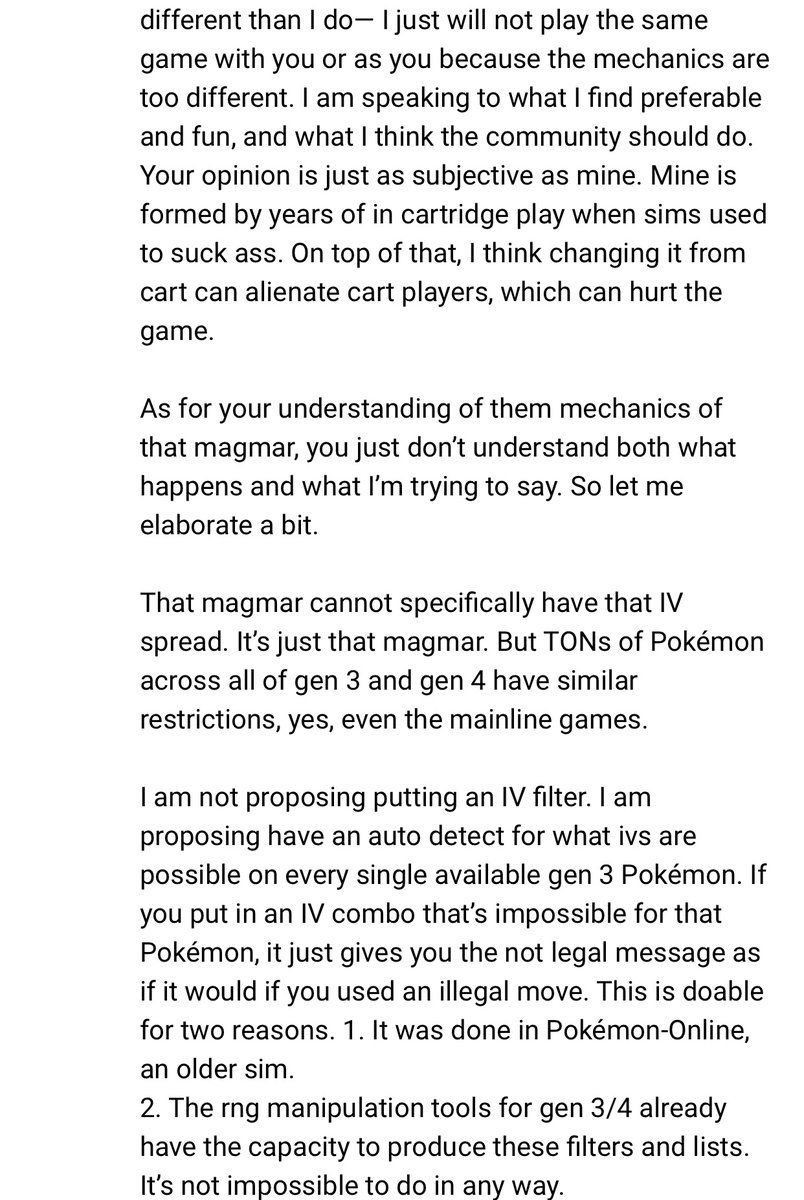 different than I do— I just will not play the same
game with you or as you because the mechanics are
too different. I am speaking to what I find preferable
and fun, and what I think the community should do.
Your opinion is just as subjective as mine. Mine is
formed by years of in cartridge play when sims used
to suck ass. On top of that, I think changing it from
cart can alienate cart players, which can hurt the
game.
As for your understanding of them mechanics of
that magmar, you just don’t understand both what
happens and what I’m trying to say. So let me
elaborate a bit.
That magmar cannot specifically have that IV
spread. It’s just that magmar. But TONs of Pokémon
across all of gen 3 and gen 4 have similar
restrictions, yes, even the mainline games.
I am not proposing putting an IV filter. I am
proposing have an auto detect for what ivs are
possible on every single available gen 3 Pokémon. If
you put in an IV combo that’s impossible for that
Pokémon, it just gives you the not legal message as
if it would if you used an illegal move. This is doable
for two reasons. 1. It was done in Pokémon-Online,
an older sim.
2. The rng manipulation tools for gen 3/4 already
have the capacity to produce these filters and lists.
It’s not impossible to do in any way.